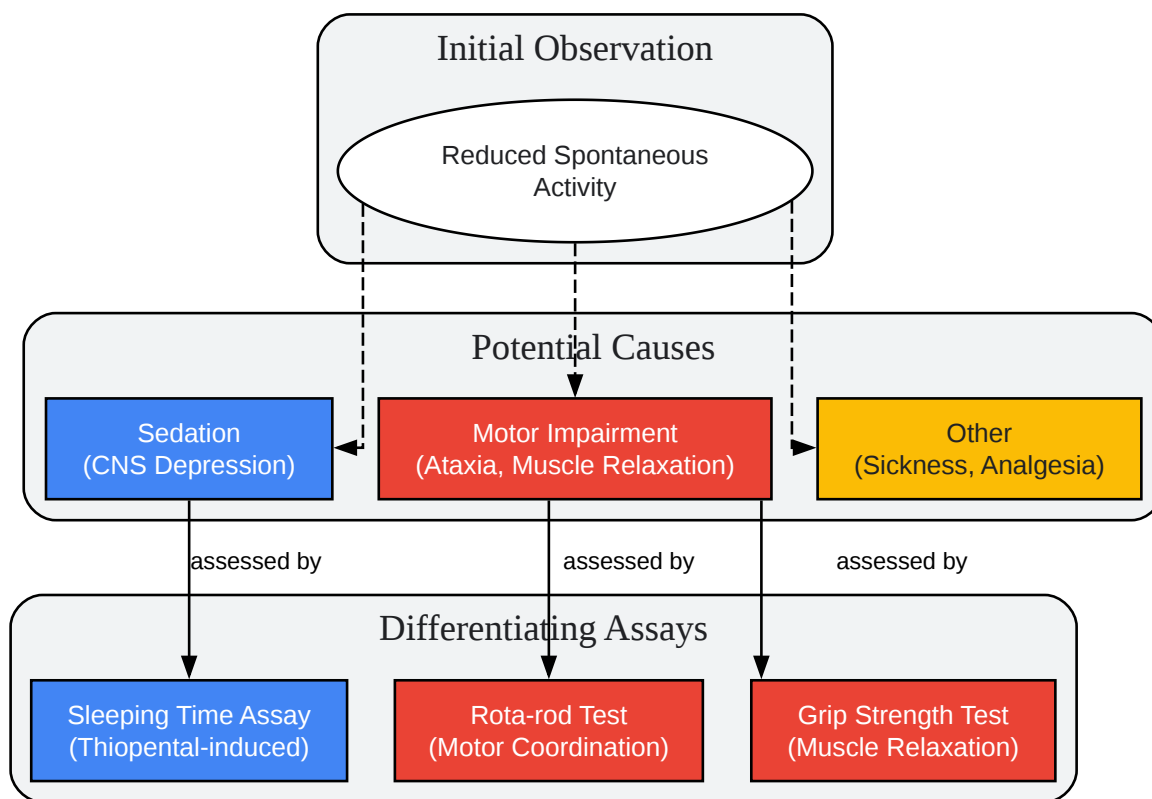 Initial Observation
Reduced Spontaneous
Activity
Potential Causes
Sedation
(CNS Depression)
Motor Impairment
(Ataxia, Muscle Relaxation)
Other
(Sickness, Analgesia)
assessed by
assessed by
assessed by
Differentiating Assays
Sleeping Time Assay
(Thiopental-induced)
Rota-rod Test
(Motor Coordination)
Grip Strength Test
(Muscle Relaxation)